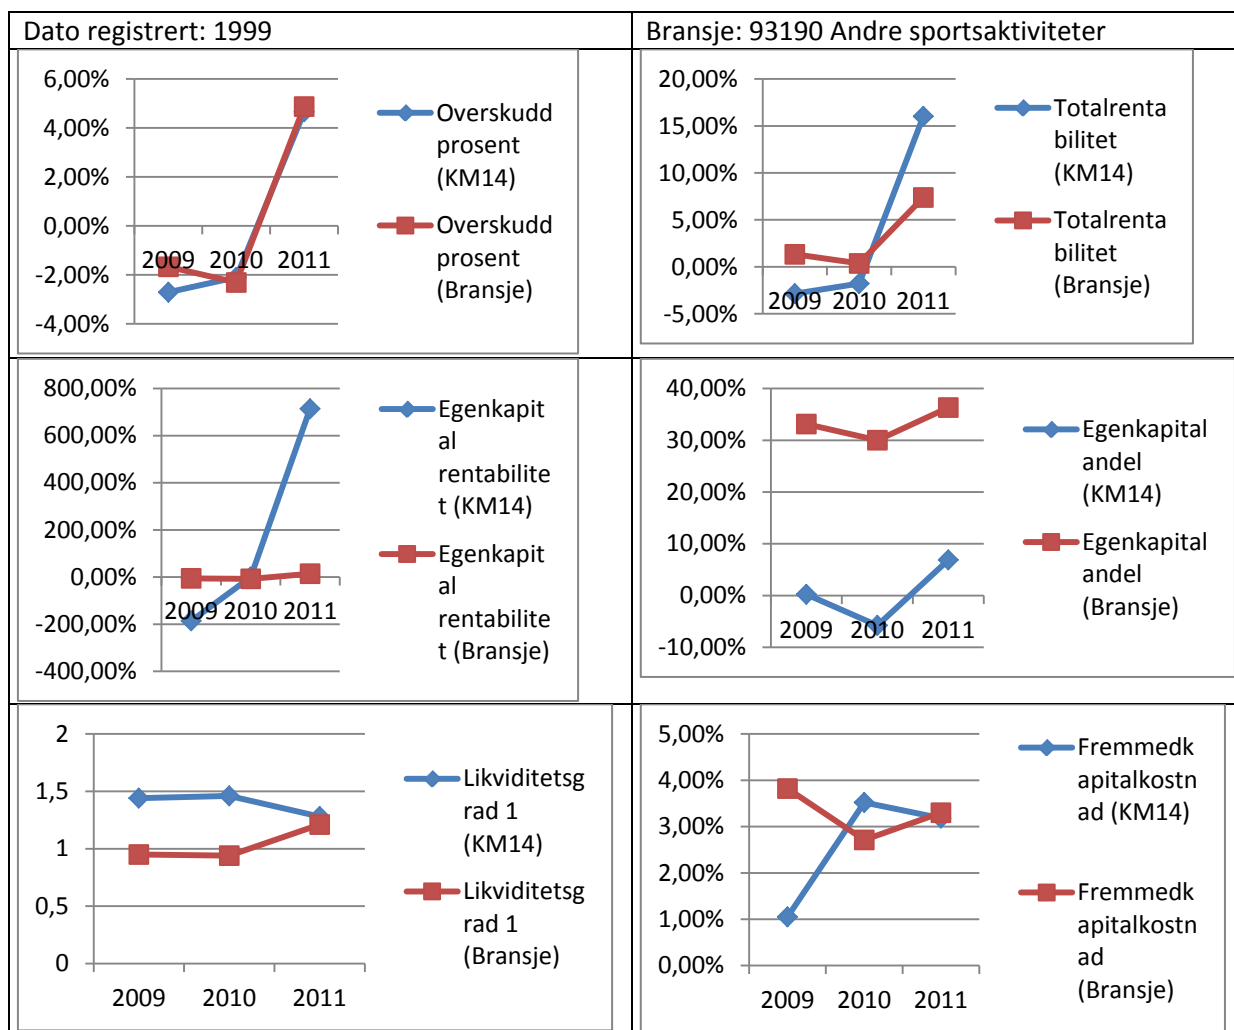 Dato registrert: 1999
Bransje: 93190 Andre sportsaktiviteter
6,00%
4,00%
2,00%
0,00%
-2,00%
-4,00%
2009
2010
2011
Overskudd
prosent
(KM14)
Overskudd
prosent
(Bransje)
20,00%
15,00%
10,00%
5,00%
0,00%
-5,00%
2009
2010
2011
Totalrenta
bilitet
(KM14)
Totalrenta
bilitet
(Bransje)
800,00%
600,00%
400,00%
200,00%
0,00%
-200,00%
-400,00%
2009
2010
2011
Egenkapit
al
rentabilite
t (KM14)
Egenkapit
al
rentabilite
t (Bransje)
40,00%
30,00%
20,00%
10,00%
0,00%
-10,00%
2009
2010
2011
Egenkapital
andel
(KM14)
Egenkapital
andel
(Bransje)
2
1,5
1
0,5
0
2009
2010
2011
Likviditetsg
rad 1
(KM14)
Likviditetsg
rad 1
(Bransje)
5,00%
4,00%
3,00%
2,00%
1,00%
0,00%
2009
2010
2011
Fremmedk
apitalkostn
ad (KM14)
Fremmedk
apitalkostn
ad
(Bransje)